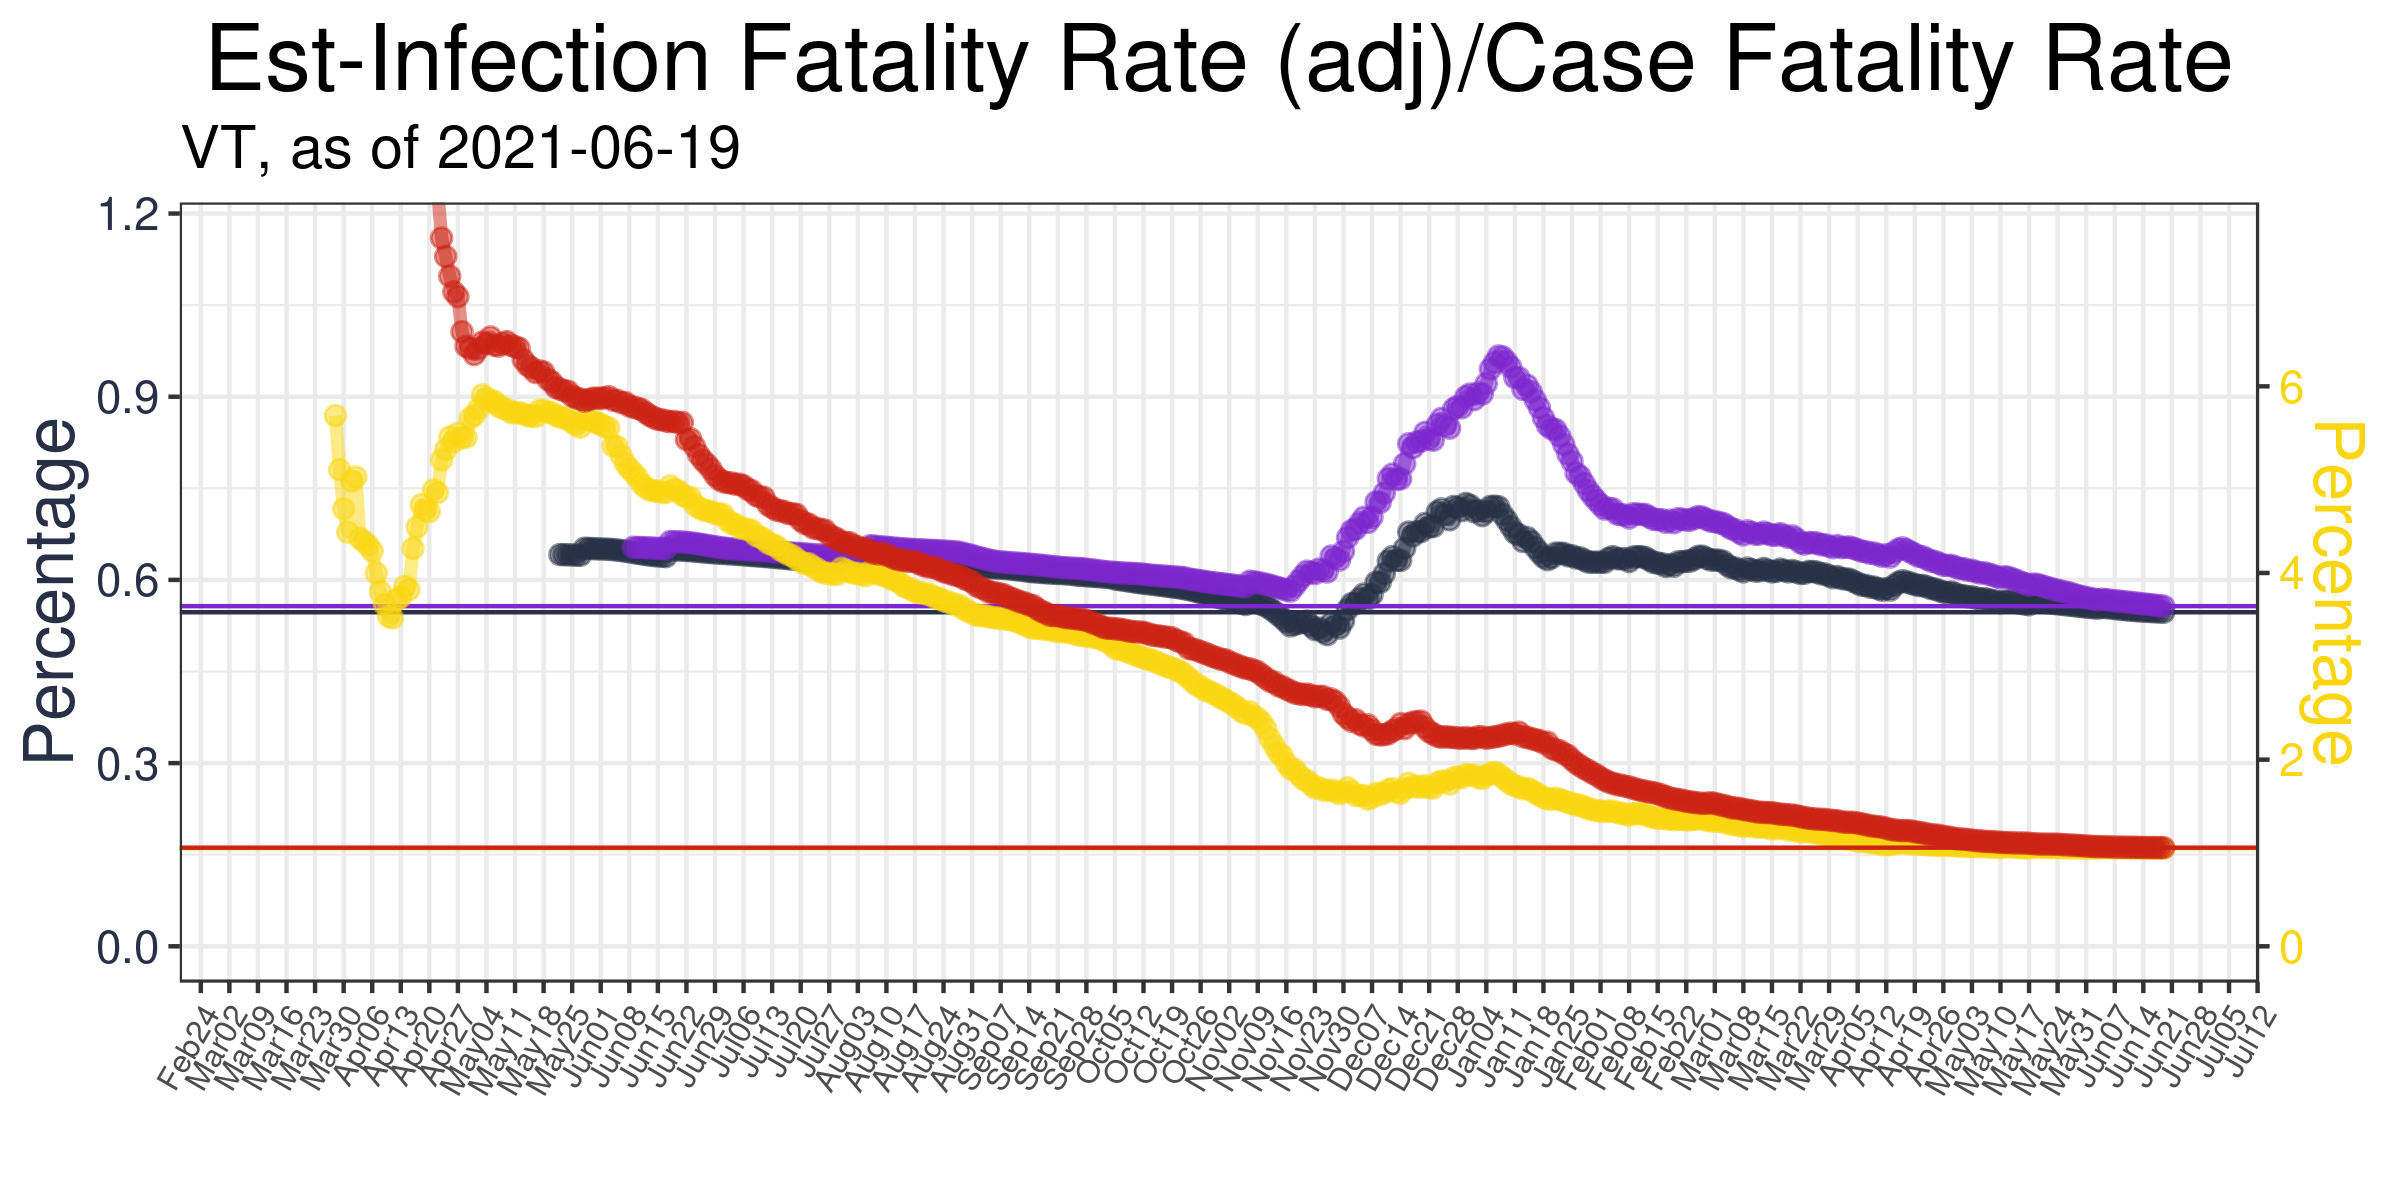 Est-Infection Fatality Rate (adj)/Case Fatality Rate
VT, as of 2021-06-19
Percentage
1.2
0.9
0.6
0.3
0.0
6
4
2
0
Percentage
Feb24
Mar02
Mar09
Mar16
Mar23
Mar30
Apr06
Apr13
Apr20
Apr27
May04
May11
May18
May25
Jun01
Jun08
Jun15
Jun22
Jun29
Jul06
Jul13
Jul20
Jul27
Aug03
Aug10
Aug17
Aug24
Aug31
Sep07
Sep14
Sep21
Sep28
Oct05
Oct12
Oct19
Oct26
Nov02
Nov09
Nov16
Nov23
Nov30
Dec07
Dec14
Dec21
Dec28
Jan04
Jan11
Jan18
Jan25
Feb01
Feb08
Feb15
Feb22
Mar01
Mar08
Mar15
Mar22
Mar29
Apr05
Apr12
Apr19
Apr26
May03
May10
May17
May24
May31
Jun07
Jun14
Jun21
Jun28
Jul05
Jul12